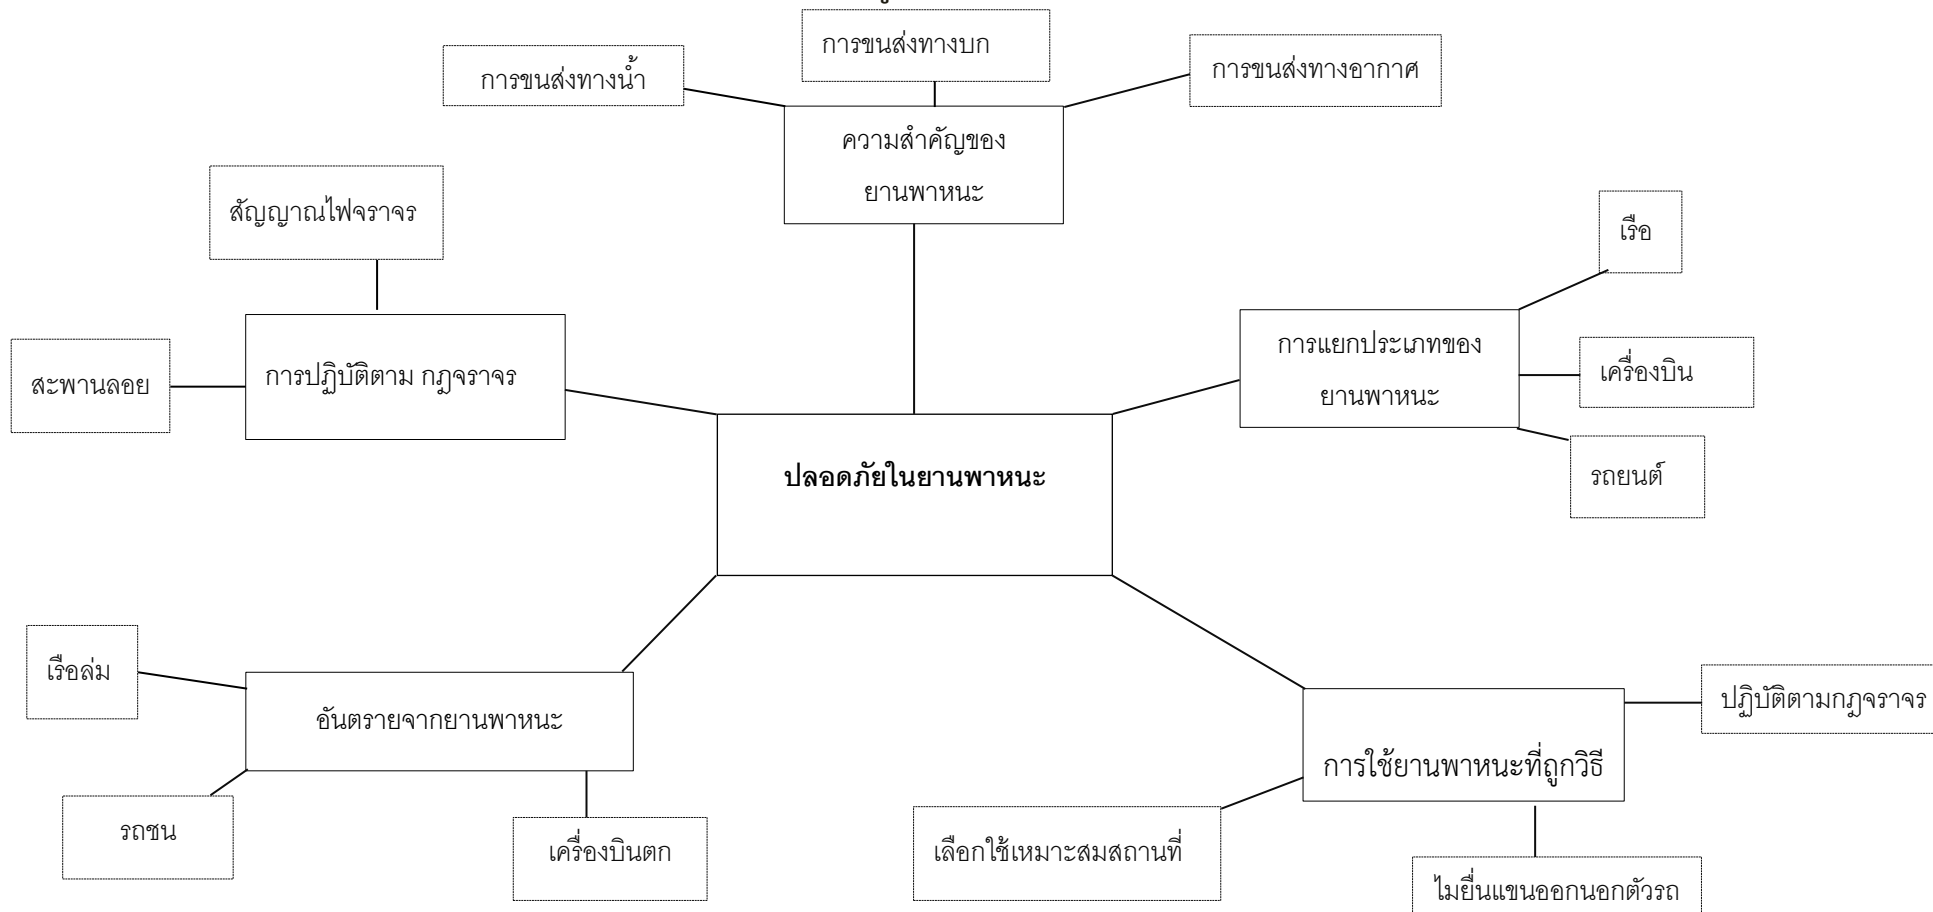 การขนส่งทางบก
การขนส่งทางน้ำ
การขนส่งทางอากาศ
ความสำคัญของ
ยานพาหนะ
สัญญาณไฟจราจร
เรือ
การแยกประเภทของ
ยานพาหนะ
เครื่องบิน
รถยนต์
สะพานลอย
การปฏิบัติตาม กฎจราจร
ปลอดภัยในยานพาหนะ
เรือล่ม
อันตรายจากยานพาหนะ
รถชน
เครื่องบินตก
ปฏิบัติตามกฎจราจร
การใช้ยานพาหนะที่ถูกวิธี
เลือกใช้เหมาะสมสถานที่
ไมยื่นแขนออกนอกตัวรถ